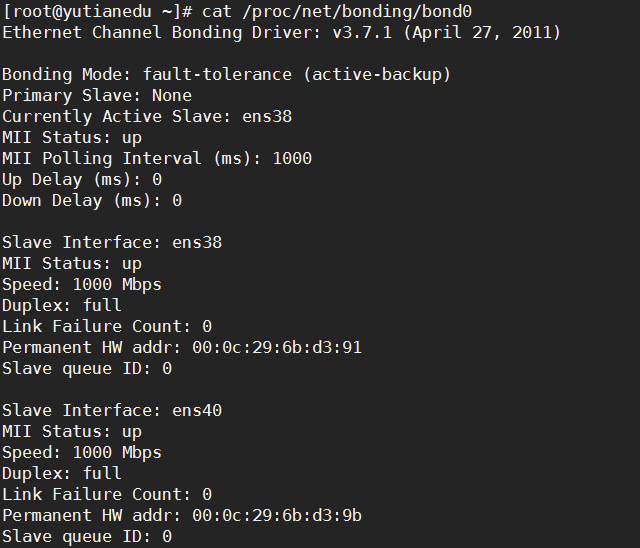 [root@yutianedu ~]# cat /proc/net/bonding/bond0
Ethernet Channel Bonding Driver: v3.7.1 (April 27, 2011)
Bonding Mode: fault-tolerance (active-backup)
Primary Slave: None
Currently Active Slave: ens38
MII Status: up
MII Polling Interval (ms): 1000
Up Delay (ms): 0
Down Delay (ms): 0
Slave Interface: ens38
MII Status: up
Speed: 1000 Mbps
Duplex: full
Link Failure Count: 0
Permanent HW addr: 00:0c:29:6b:d3:91
Slave queue ID: 0
Slave Interface: ens40
MII Status: up
Speed: 1000 Mbps
Duplex: full
Link Failure Count: 0
Permanent HW addr: 00:0c:29:6b:d3:9b
Slave queue ID: 0